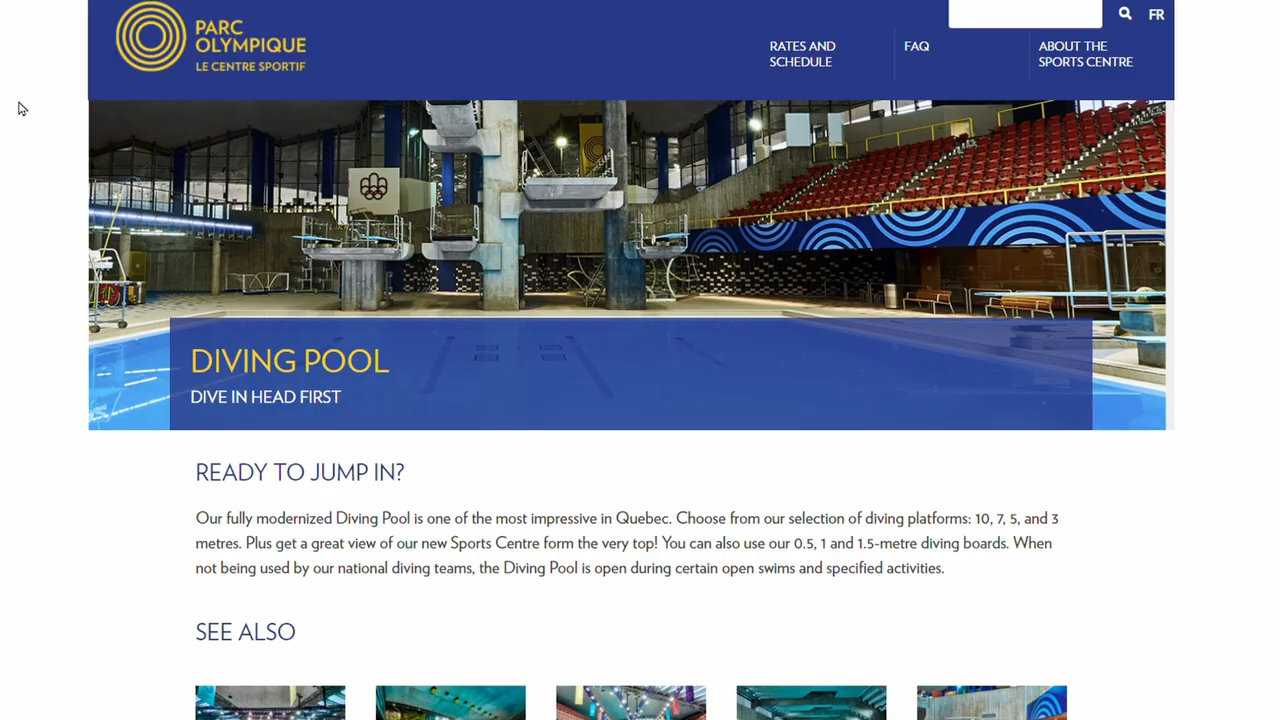 PARC
OLYMPIQUE
LE CENTRE SPORTIF
FR
RATES AND
SCHEDULE
FAQ
ABOUT THE
SPORTS CENTRE
DIVING POOL
DIVE IN HEAD FIRST
READY TO JUMP IN?
Our fully modernized Diving Pool is one of the most impressive in Quebec. Choose from our selection of diving platforms: 10, 7, 5, and 3
metres. Plus get a great view of our new Sports Centre form the very top! You can also use our 0.5, 1 and 1.5-metre diving boards. When
not being used by our national diving teams, the Diving Pool is open during certain open swims and specified activities.
SEE ALSO